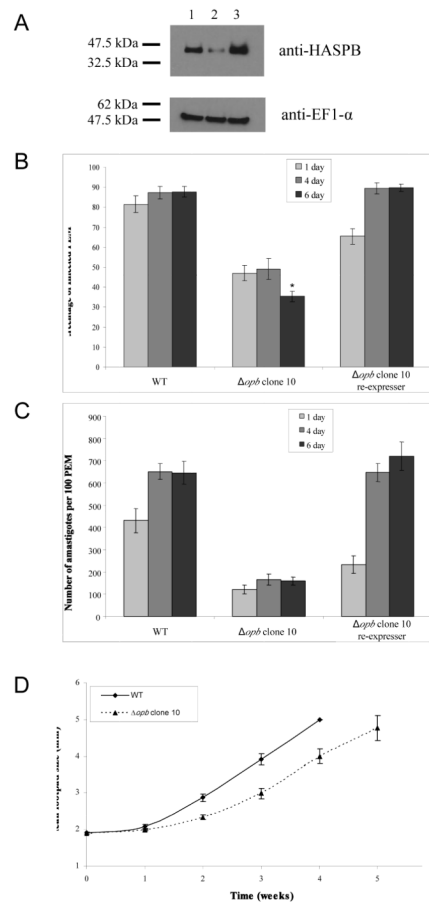 A
1 2 3
47.5 kDa
32.5 kDa
anti-HASPB
62 kDa
47.5 kDa
anti-EF1-α
B
100
90
80
70
60
50
40
30
20
10
0
1 day
4 day
6 day
*
WT
Δopb clone 10
Δopb clone 10
re-expresser
C
Number of amastigotes per 100 PEM
900
800
700
600
500
400
300
200
100
0
1 day
4 day
6 day
WT
Δopb clone 10
Δopb clone 10
re-expresser
D
footpad size (mm)
6
5
4
3
2
1
WT
Δopb clone 10
0 1 2 3 4 5
Time (weeks)